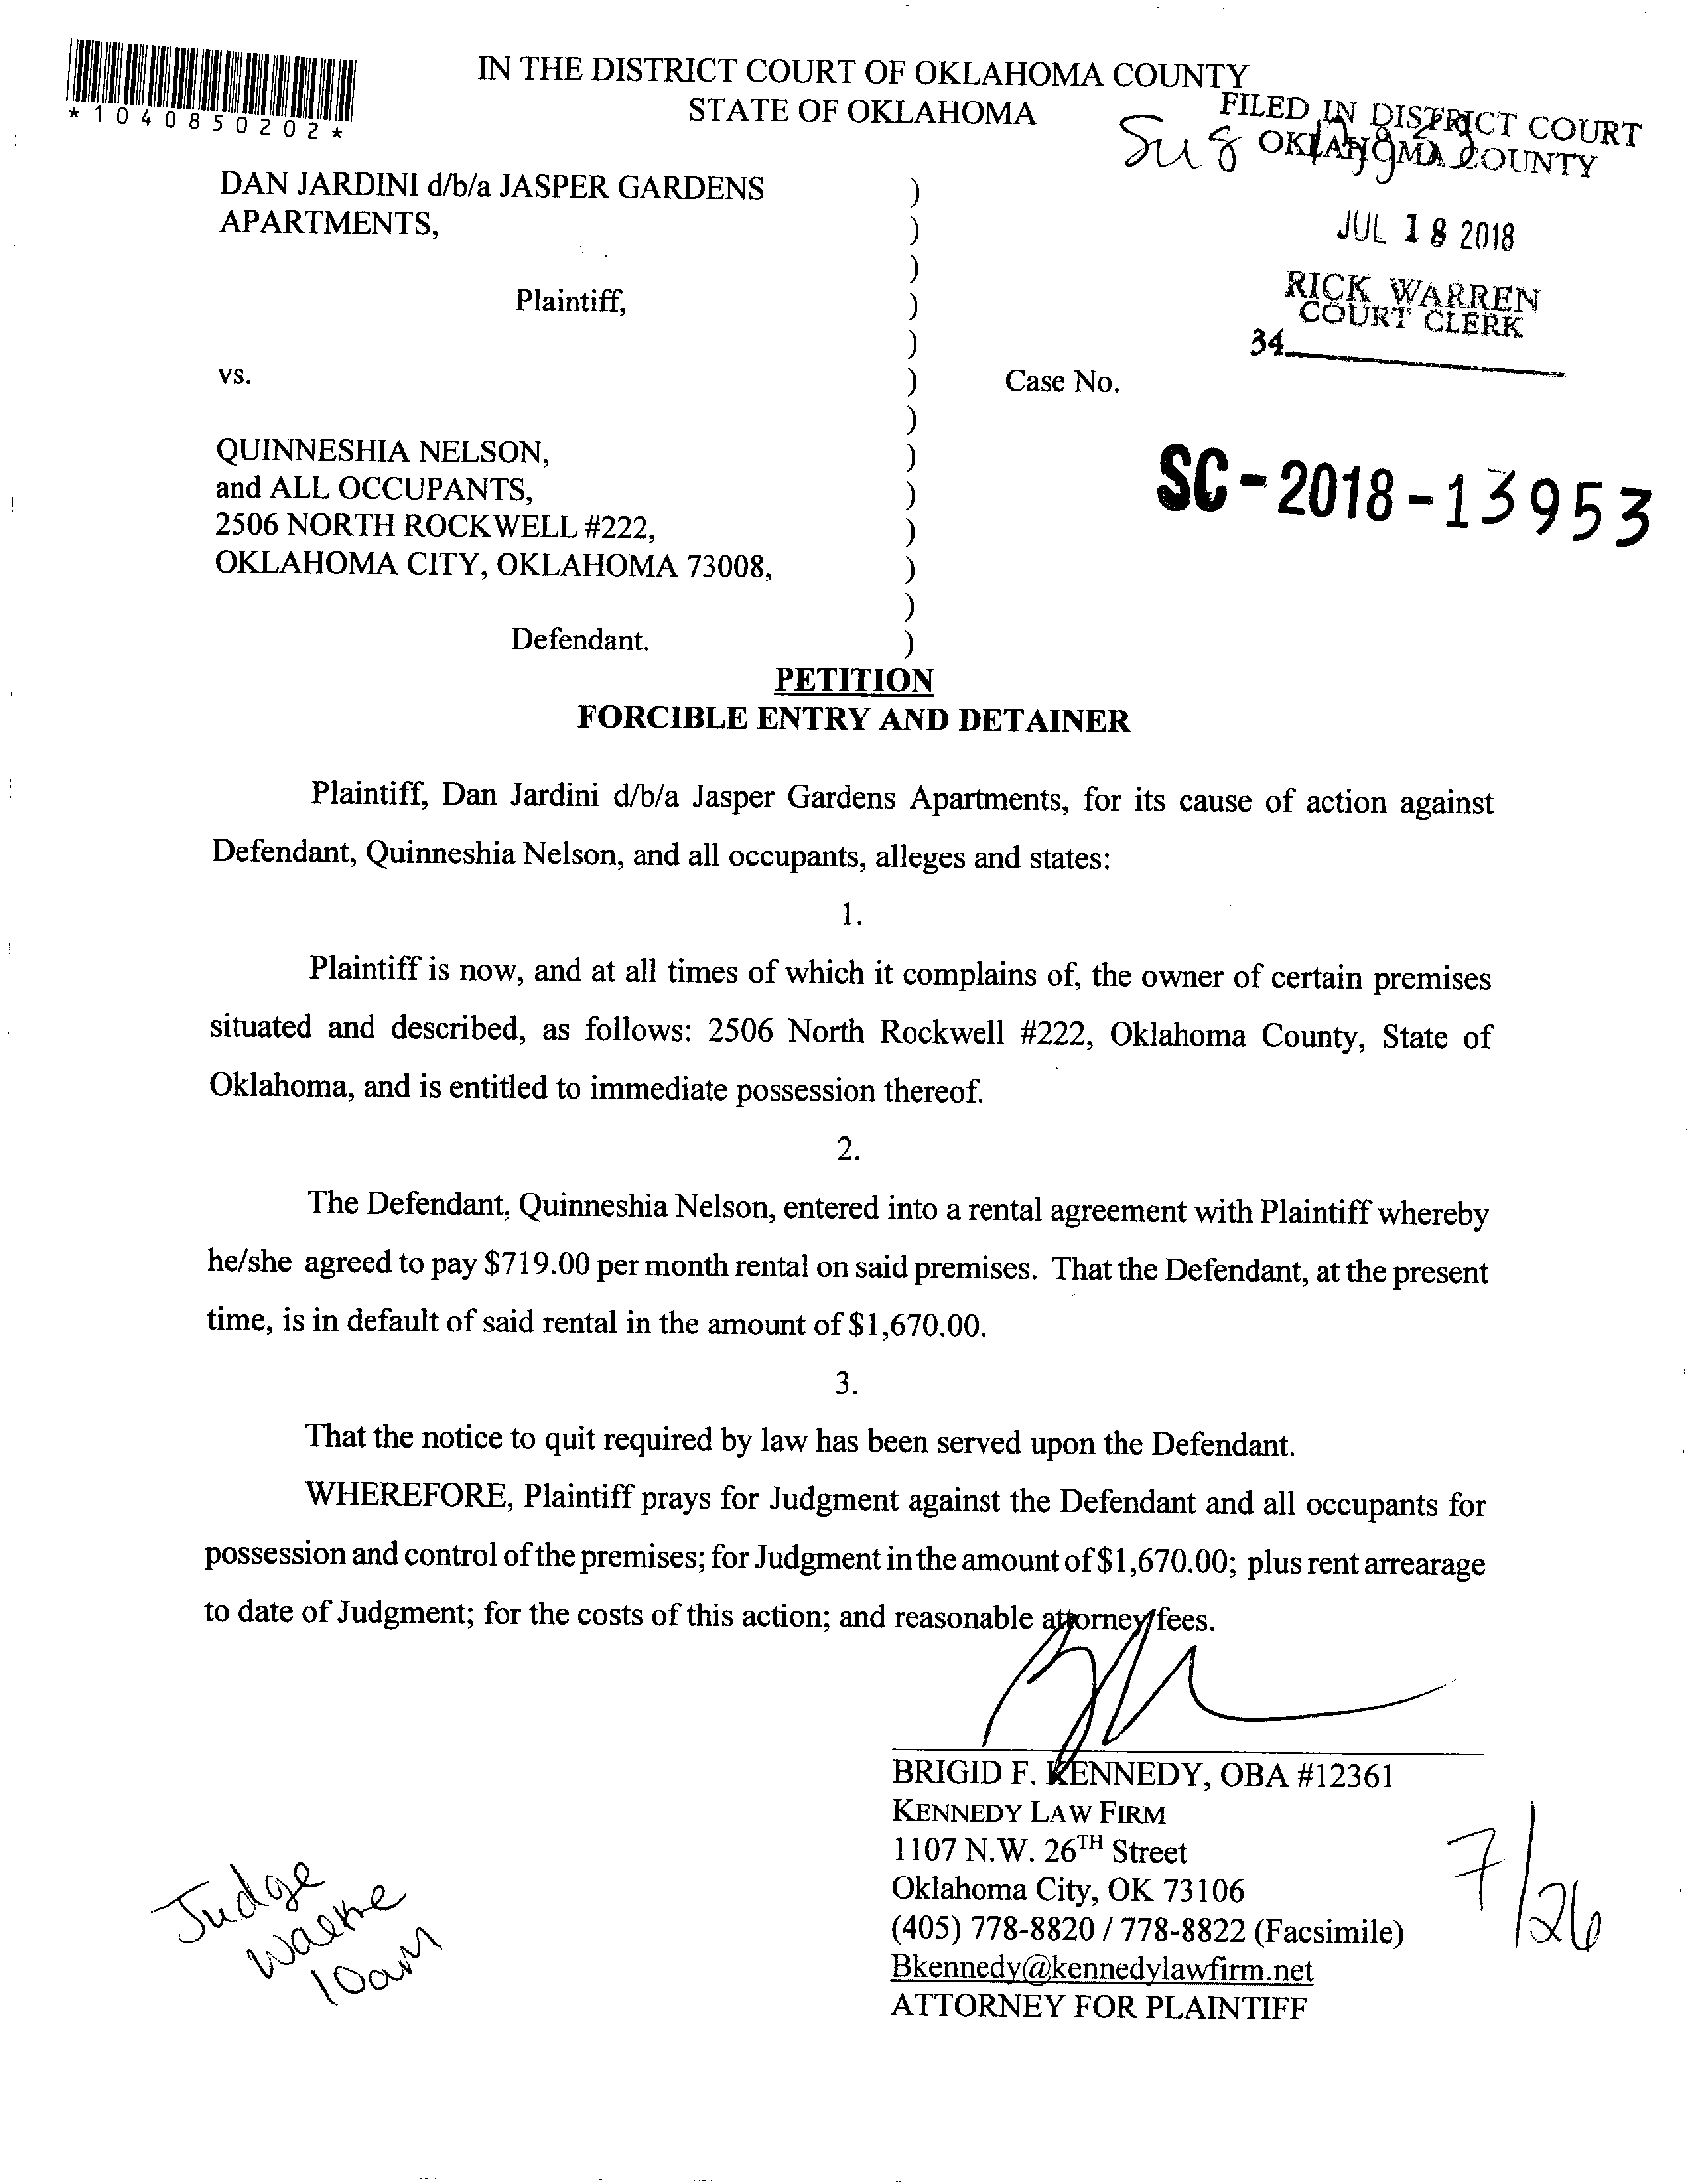 IN THE DISTRICT COURT OF OKLAHOMA COUNTY
STATE OF OKLAHOMA
*1040850202*
FILED IN DISTRICT COURT
OKLAHOMA COUNTY
JUL 18 2018
RICK WARREN
COURT CLERK
34
DAN JARDINI d/b/a JASPER GARDENS )
APARTMENTS, )
)
Plaintiff, )
)
vs. ) Case No.
)
QUINNESHIA NELSON, )
and ALL OCCUPANTS, )
2506 NORTH ROCKWELL #222, )
OKLAHOMA CITY, OKLAHOMA 73008, )
)
Defendant. )
SC-2018-13953
PETITION
FORCIBLE ENTRY AND DETAINER
Plaintiff, Dan Jardini d/b/a Jasper Gardens Apartments, for its cause of action against
Defendant, Quinneshia Nelson, and all occupants, alleges and states:
1.
Plaintiff is now, and at all times of which it complains of, the owner of certain premises
situated and described, as follows: 2506 North Rockwell #222, Oklahoma County, State of
Oklahoma, and is entitled to immediate possession thereof.
2.
The Defendant, Quinneshia Nelson, entered into a rental agreement with Plaintiff whereby
he/she agreed to pay $719.00 per month rental on said premises. That the Defendant, at the present
time, is in default of said rental in the amount of $1,670.00.
3.
That the notice to quit required by law has been served upon the Defendant.
WHEREFORE, Plaintiff prays for Judgment against the Defendant and all occupants for
possession and control of the premises; for Judgment in the amount of $1,670.00; plus rent arrearage
to date of Judgment; for the costs of this action; and reasonable attorney fees.
BRIGID F. KENNEDY, OBA #12361
KENNEDY LAW FIRM
1107 N.W. 26TH Street
Oklahoma City, OK 73106
(405) 778-8820 / 778-8822 (Facsimile)
Bkennedy@kennedylawfirm.net
ATTORNEY FOR PLAINTIFF
7/26
Judge
10am